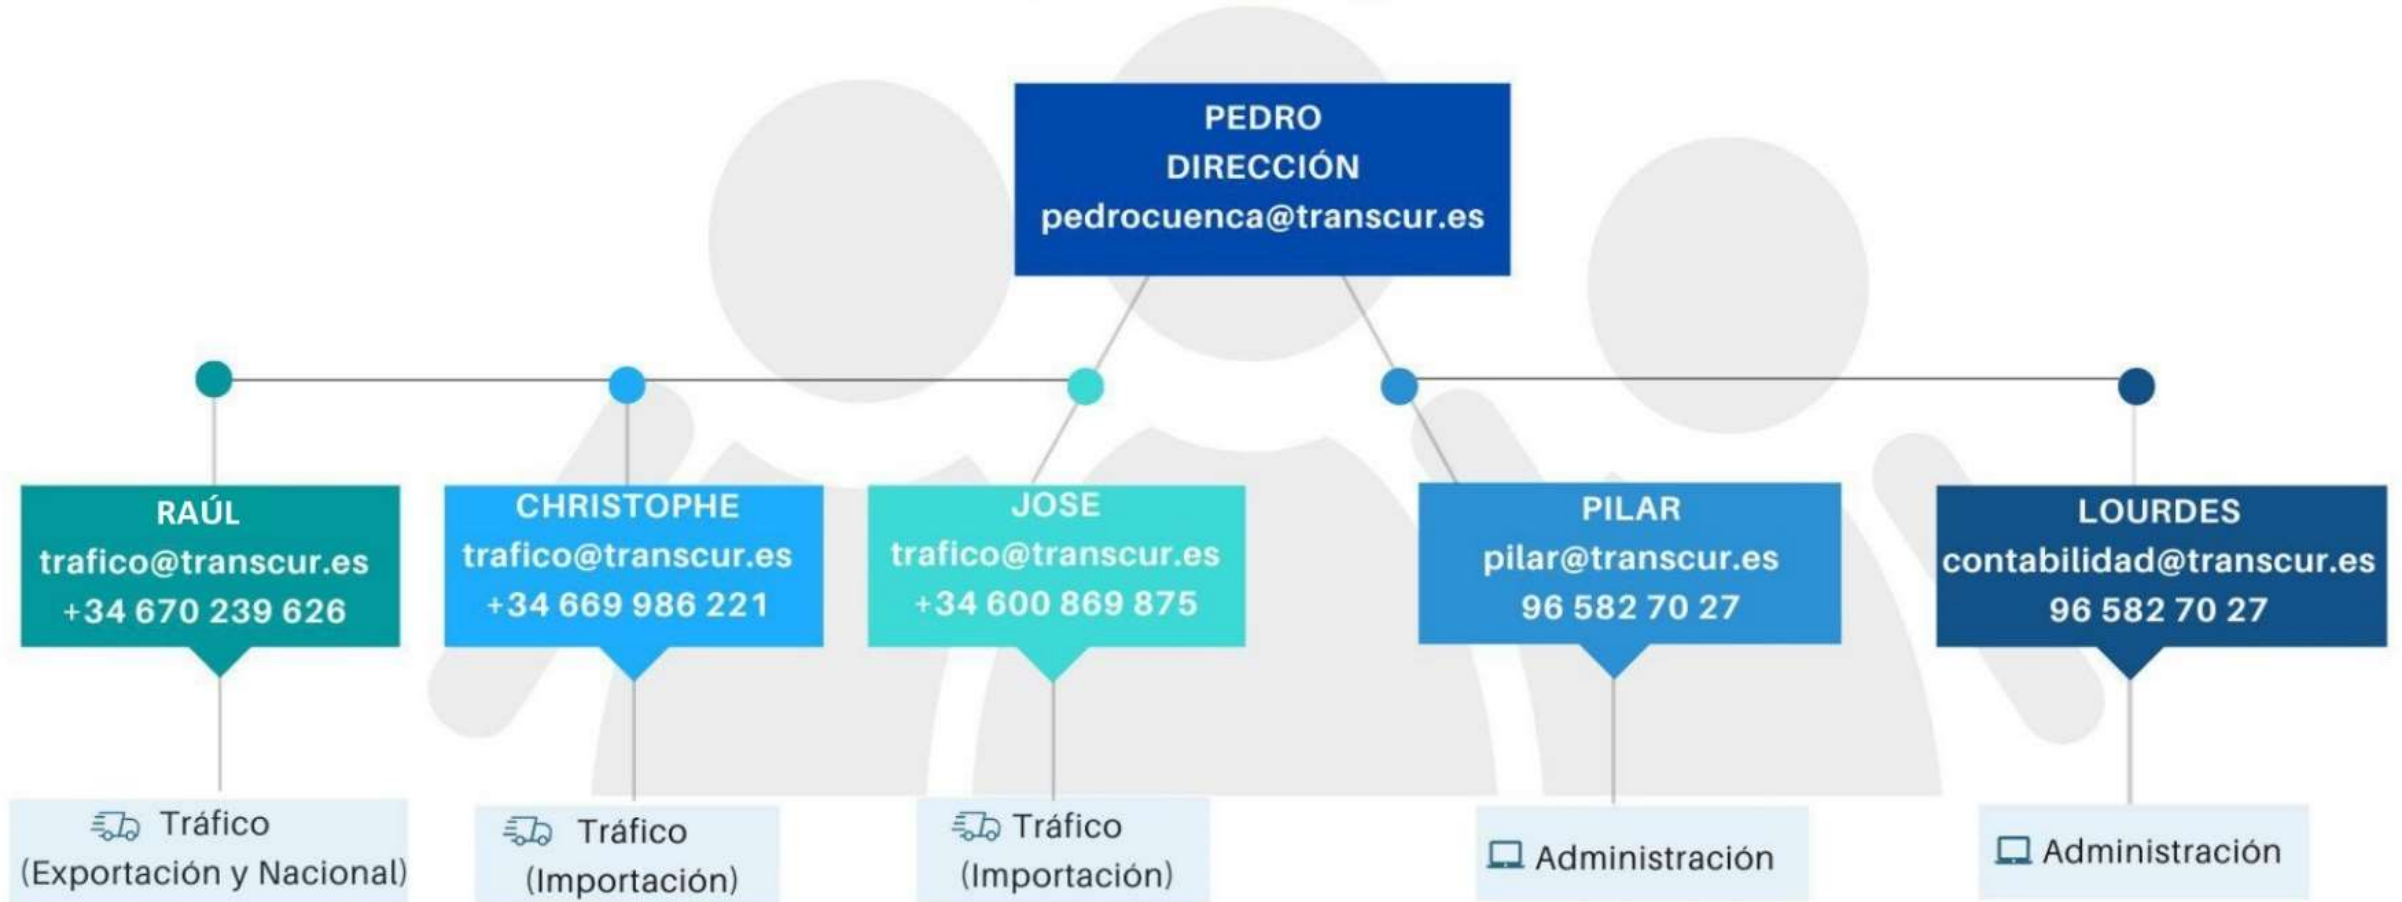 PEDRO
DIRECCIÓN
pedrocuenca@transcur.es
RAÚL
trafico@transcur.es
+34 670 239 626
CHRISTOPHE
trafico@transcur.es
+34 669 986 221
JOSE
trafico@transcur.es
+34 600 869 875
PILAR
pilar@transcur.es
96 582 70 27
LOURDES
contabilidad@transcur.es
96 582 70 27
Tráfico
(Exportación y Nacional)
Tráfico
(Importación)
Tráfico
(Importación)
Administración
Administración